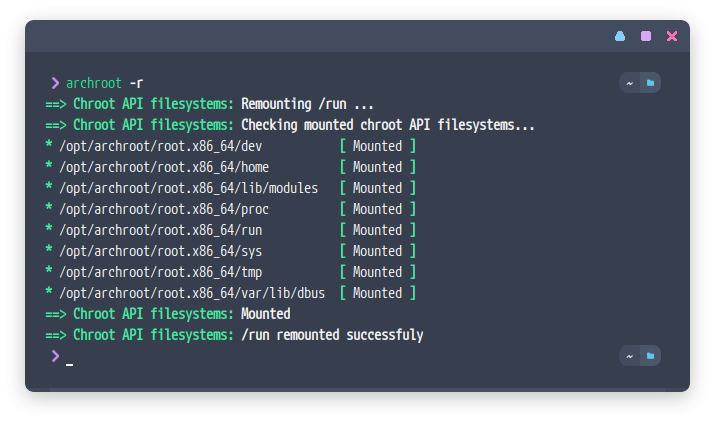 ❯ archroot -r ~
==> Chroot API filesystems: Remounting /run ...
==> Chroot API filesystems: Checking mounted chroot API filesystems...
* /opt/archroot/root.x86_64/dev [ Mounted ]
* /opt/archroot/root.x86_64/home [ Mounted ]
* /opt/archroot/root.x86_64/lib/modules [ Mounted ]
* /opt/archroot/root.x86_64/proc [ Mounted ]
* /opt/archroot/root.x86_64/run [ Mounted ]
* /opt/archroot/root.x86_64/sys [ Mounted ]
* /opt/archroot/root.x86_64/tmp [ Mounted ]
* /opt/archroot/root.x86_64/var/lib/dbus [ Mounted ]
==> Chroot API filesystems: Mounted
==> Chroot API filesystems: /run remounted successfuly
❯ _ ~